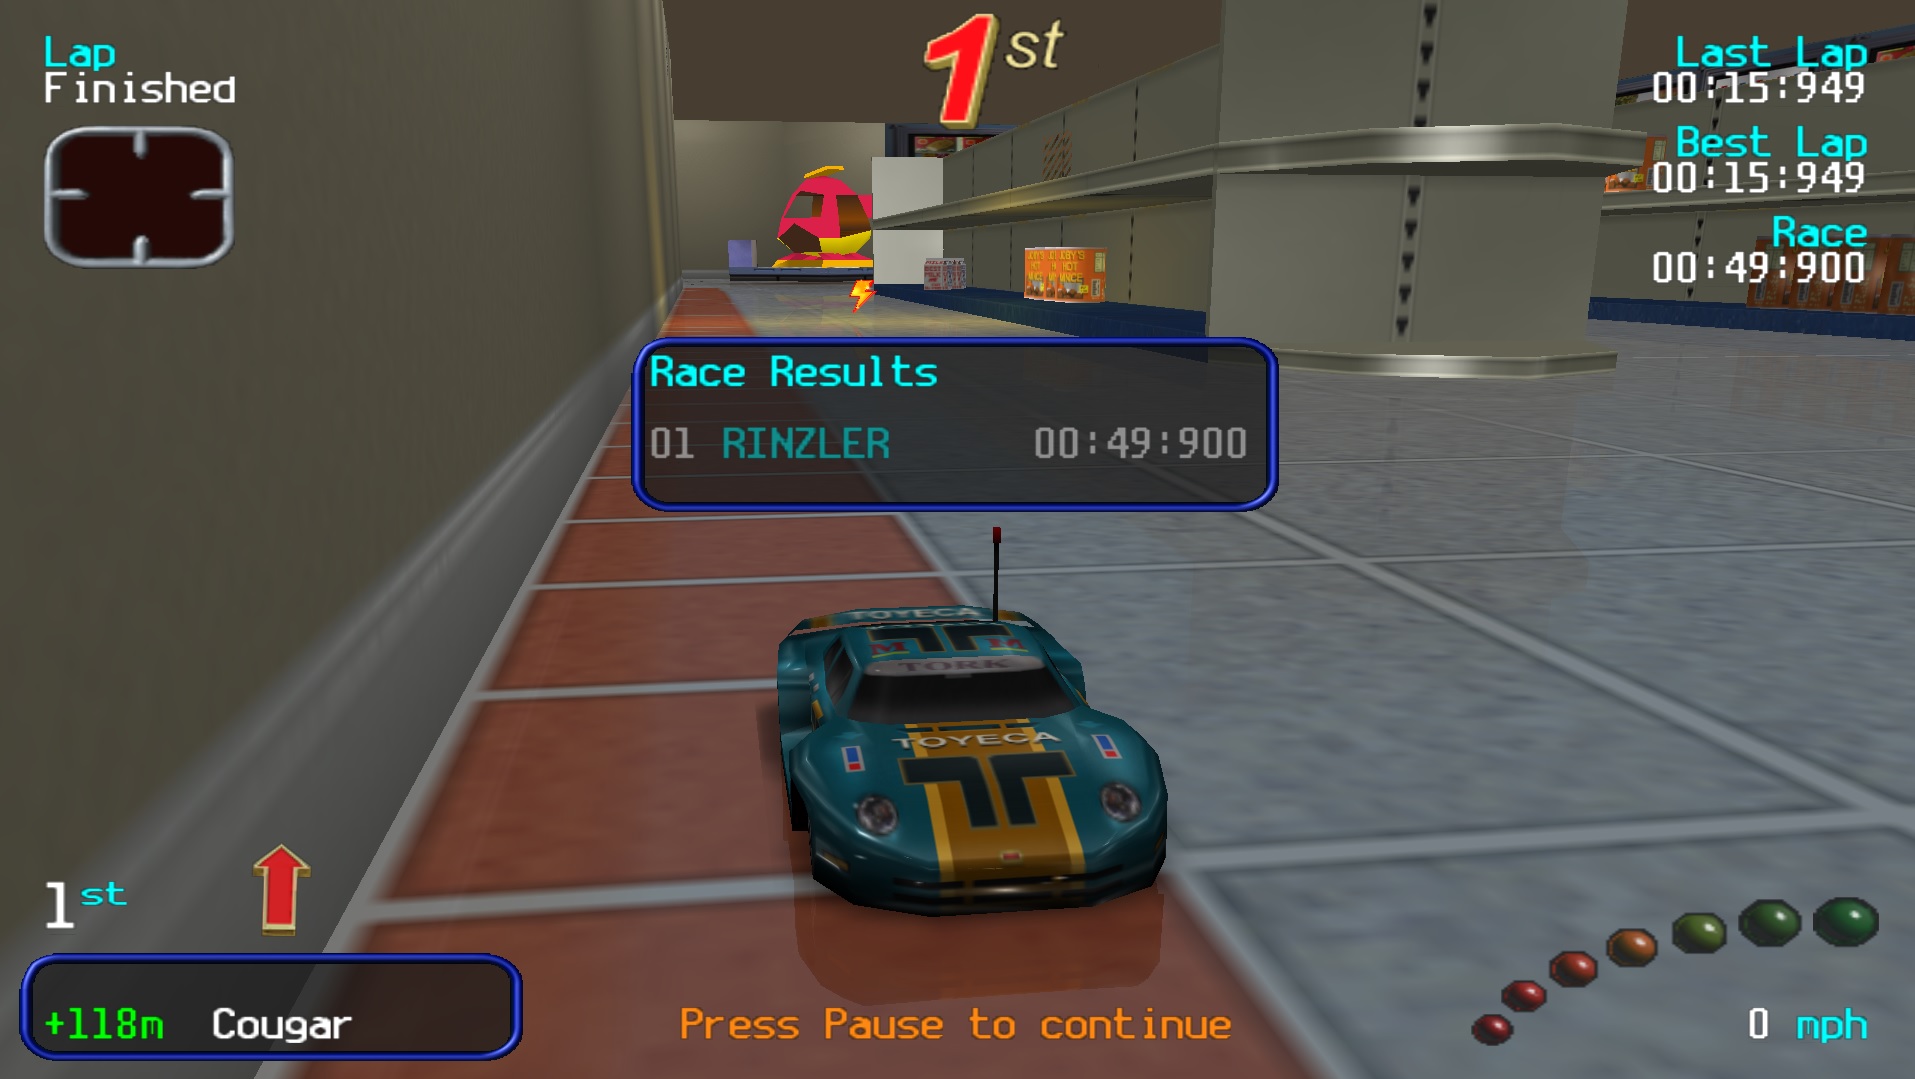 Lap
Finished
1st
Last Lap
00:15:949
Best Lap
00:15:949
Race
00:49:900
Race Results
01 RINZLER 00:49:900
TOYECA
TORK
TOYECA
1st
+118m Cougar
Press Pause to continue
0 mph